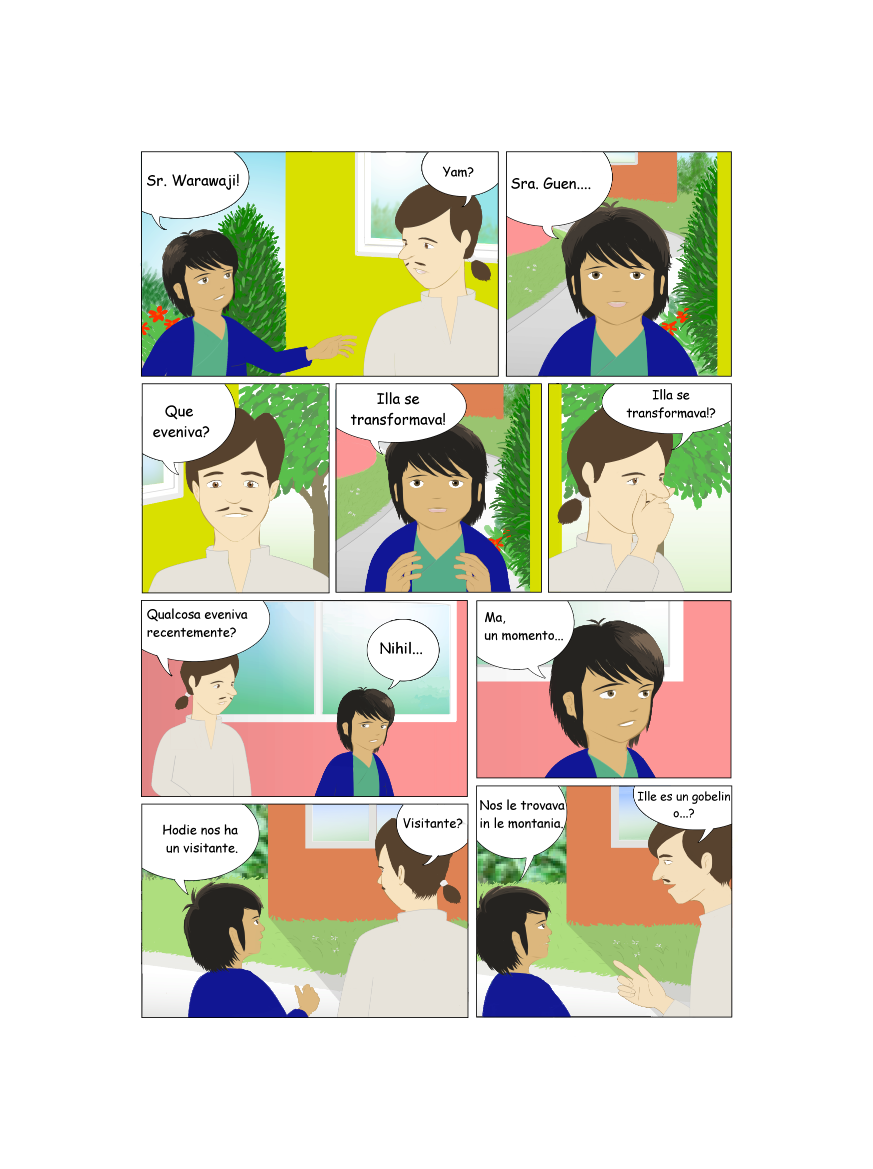 Sr. Warawaji!
Yam?
Sra. Guen....
Que
eveniva?
Illa se
transformava!
Illa se
transformava!?
Qualcosa eveniva
recentemente?
Nihil...
Ma,
un momento...
Hodie nos ha
un visitante.
Visitante?
Nos le trovava
in le montania.
Ille es un gobelin
o...?